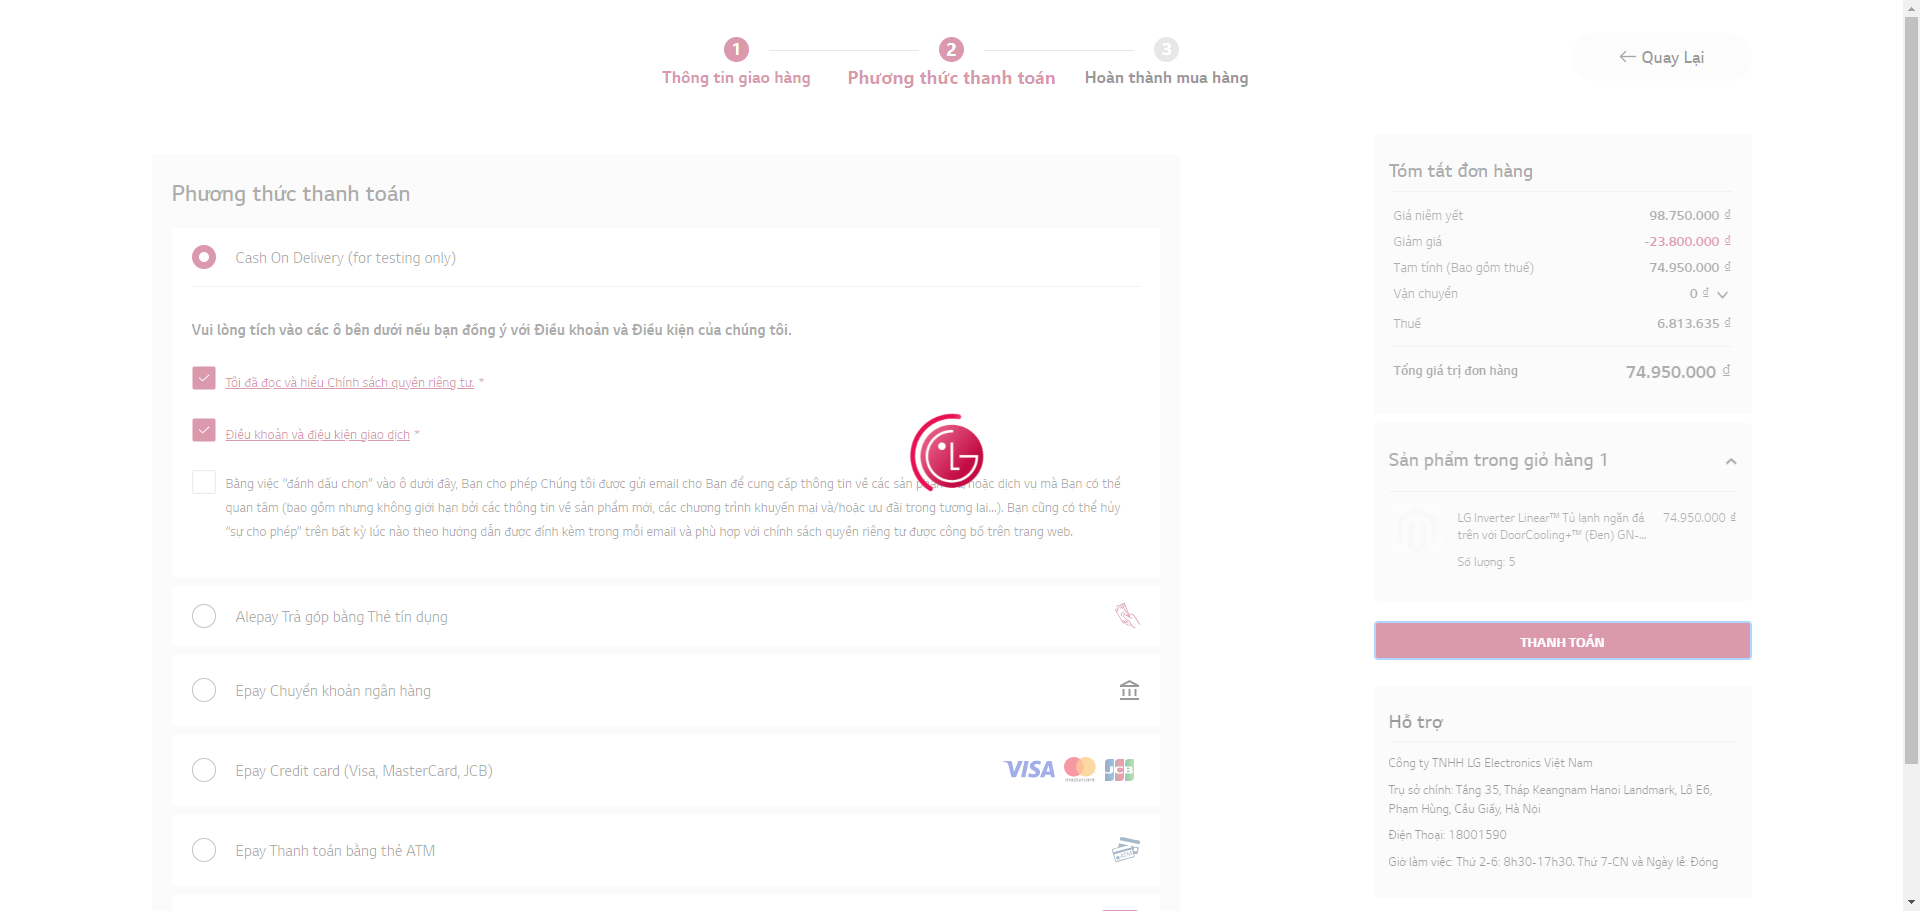 1
2
3
Thông tin giao hàng
Phương thức thanh toán
Hoàn thành mua hàng
Quay Lại
Phương thức thanh toán
Cash On Delivery (for testing only)
Vui lòng tích vào các ô bên dưới nếu bạn đồng ý với Điều khoản và Điều kiện của chúng tôi.
Tôi đã đọc và hiểu Chính sách quyền riêng tư. *
Điều khoản và điều kiện giao dịch *
Bằng việc “đánh dấu chọn” vào ô dưới đây, Bạn cho phép Chúng tôi được gửi email cho Bạn để cung cấp thông tin về các sản hoặc dịch vụ mà Bạn có thể
quan tâm (bao gồm nhưng không giới hạn bởi các thông tin về sản phẩm mới, các chương trình khuyến mại và/hoặc ưu đãi trong tương lai...). Bạn cũng có thể hủy
“sự cho phép” trên bất kỳ lúc nào theo hướng dẫn được đính kèm trong mỗi email và phù hợp với chính sách quyền riêng tư được công bố trên trang web.
Alepay Trả góp bằng Thẻ tín dụng
Epay Chuyển khoản ngân hàng
Epay Credit card (Visa, MasterCard, JCB)
VISA
mastercard
JCB
Epay Thanh toán bằng thẻ ATM
ATM
LG
Tóm tắt đơn hàng
Giá niêm yết 98.750.000 ₫
Giảm giá -23.800.000 ₫
Tạm tính (Bao gồm thuế) 74.950.000 ₫
Vận chuyển 0 ₫
Thuế 6.813.635 ₫
Tổng giá trị đơn hàng 74.950.000 ₫
Sản phẩm trong giỏ hàng 1
LG Inverter Linear™ Tủ lạnh ngăn đá 74.950.000 ₫
trên với DoorCooling+™ (Đen) GN-...
Số lượng: 5
THANH TOÁN
Hỗ trợ
Công ty TNHH LG Electronics Việt Nam
Trụ sở chính: Tầng 35, Tháp Keangnam Hanoi Landmark, Lô E6,
Phạm Hùng, Cầu Giấy, Hà Nội
Điện Thoại: 18001590
Giờ làm việc: Thứ 2-6: 8h30-17h30. Thứ 7-CN và Ngày lễ: Đóng